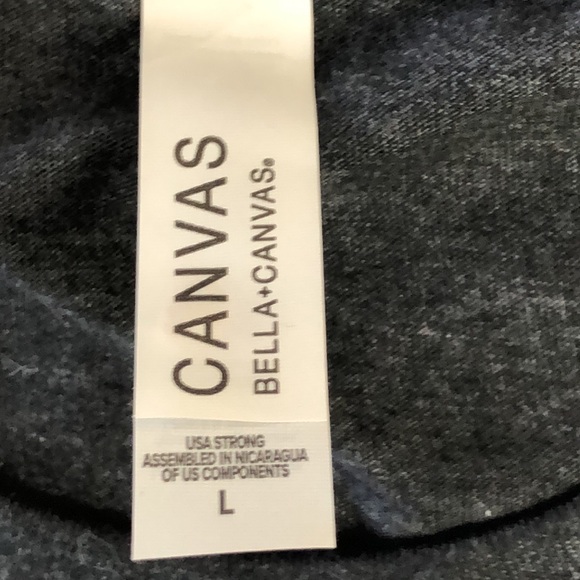 CANVAS
BELLA+CANVAS®
USA STRONG
ASSEMBLED IN NICARAGUA
OF US COMPONENTS
L